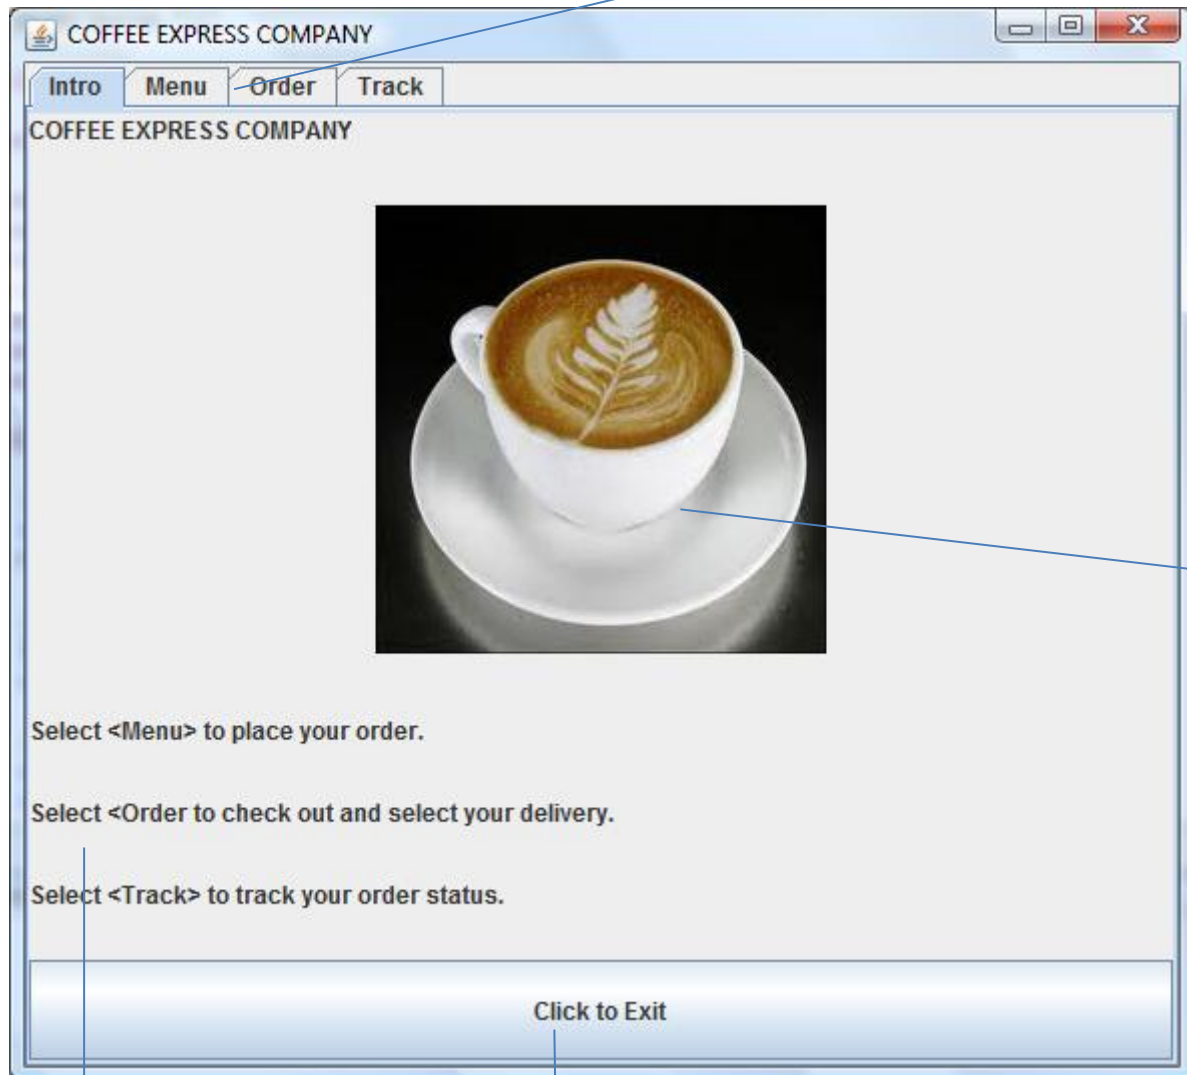 COFFEE EXPRESS COMPANY
Intro Menu Order Track
COFFEE EXPRESS COMPANY
Select <Menu> to place your order.
Select <Order to check out and select your delivery.
Select <Track> to track your order status.
Click to Exit